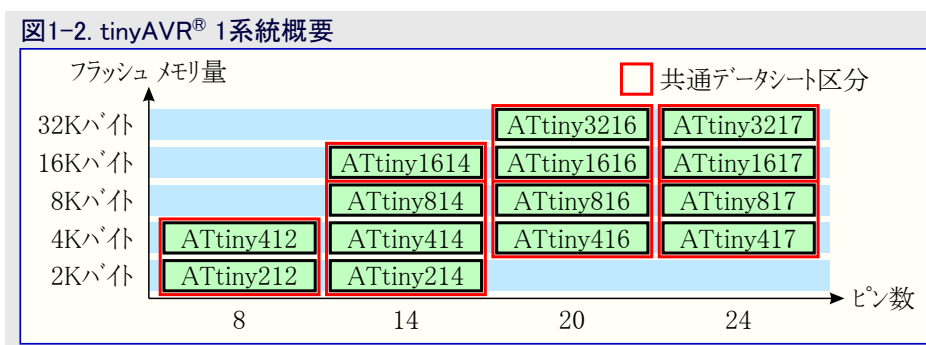 図1-2. tinyAVR® 1系統概要
フラッシュ メモリ量
共通データシート区分
32Kバイト ATtiny3216 ATtiny3217
16Kバイト ATtiny1614 ATtiny1616 ATtiny1617
8Kバイト ATtiny814 ATtiny816 ATtiny817
4Kバイト ATtiny412 ATtiny414 ATtiny416 ATtiny417
2Kバイト ATtiny212 ATtiny214
ピン数
8 14 20 24